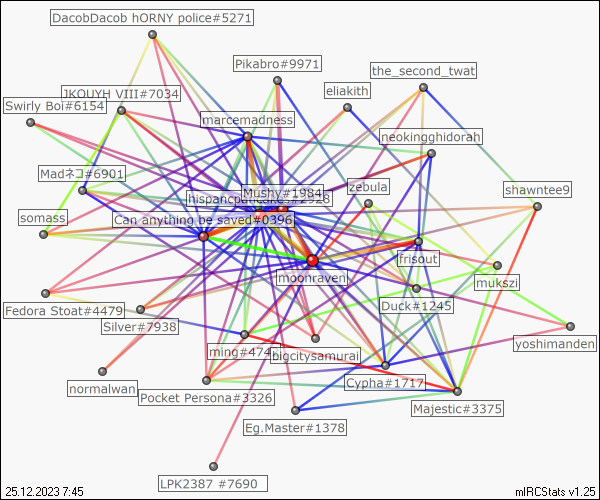 DacobDacob hORNY police#5271
Pikabro#9971
the_second_twat
eliakith
JKOUYH VIII#7034
Swirly Boi#6154
marcemadness
neokingghidorah
Madネコ#6901
Mushy#1984
zebula
shawntee9
somass
Can anything be saved#0396
frisout
moonraven
mukszi
Fedora Stoat#4479
Duck#1245
Silver#7938
yoshimanden
ming#474
bigcitysamurai
normalwan
Cypha#1717
Pocket Persona#3326
Majestic#3375
Eg.Master#1378
LPK2387 #7690
25.12.2023 7:45
mIRCStats v1.25